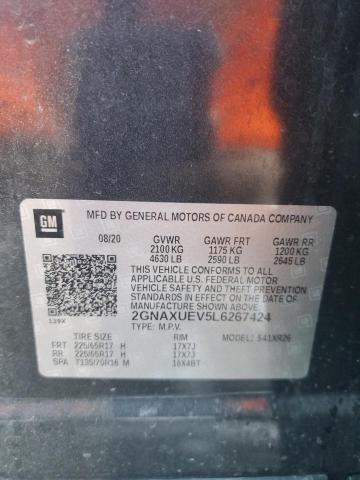 GM
MFD BY GENERAL MOTORS OF CANADA COMPANY
08/20 GVWR GAWR FRT GAWR RR
2100 KG 1175 KG 1200 KG
4630 LB 2590 LB 2645 LB
THIS VEHICLE CONFORMS TO ALL APPLICABLE
U.S. FEDERAL MOTOR
VEHICLE SAFETY AND THEFT PREVENTION
STANDARDS IN EFFECT ON THE DATE OF
MANUFACTURE SHOWN ABOVE.
2GNAXUEV5L6267424
TYPE: M.P.V.
139X
TIRE SIZE RIM MODEL: S41XR26
FRT 225/65R17 H 17X7J
RR 225/65R17 H 17X7J
SPA T135/70R16 M 16X4BT